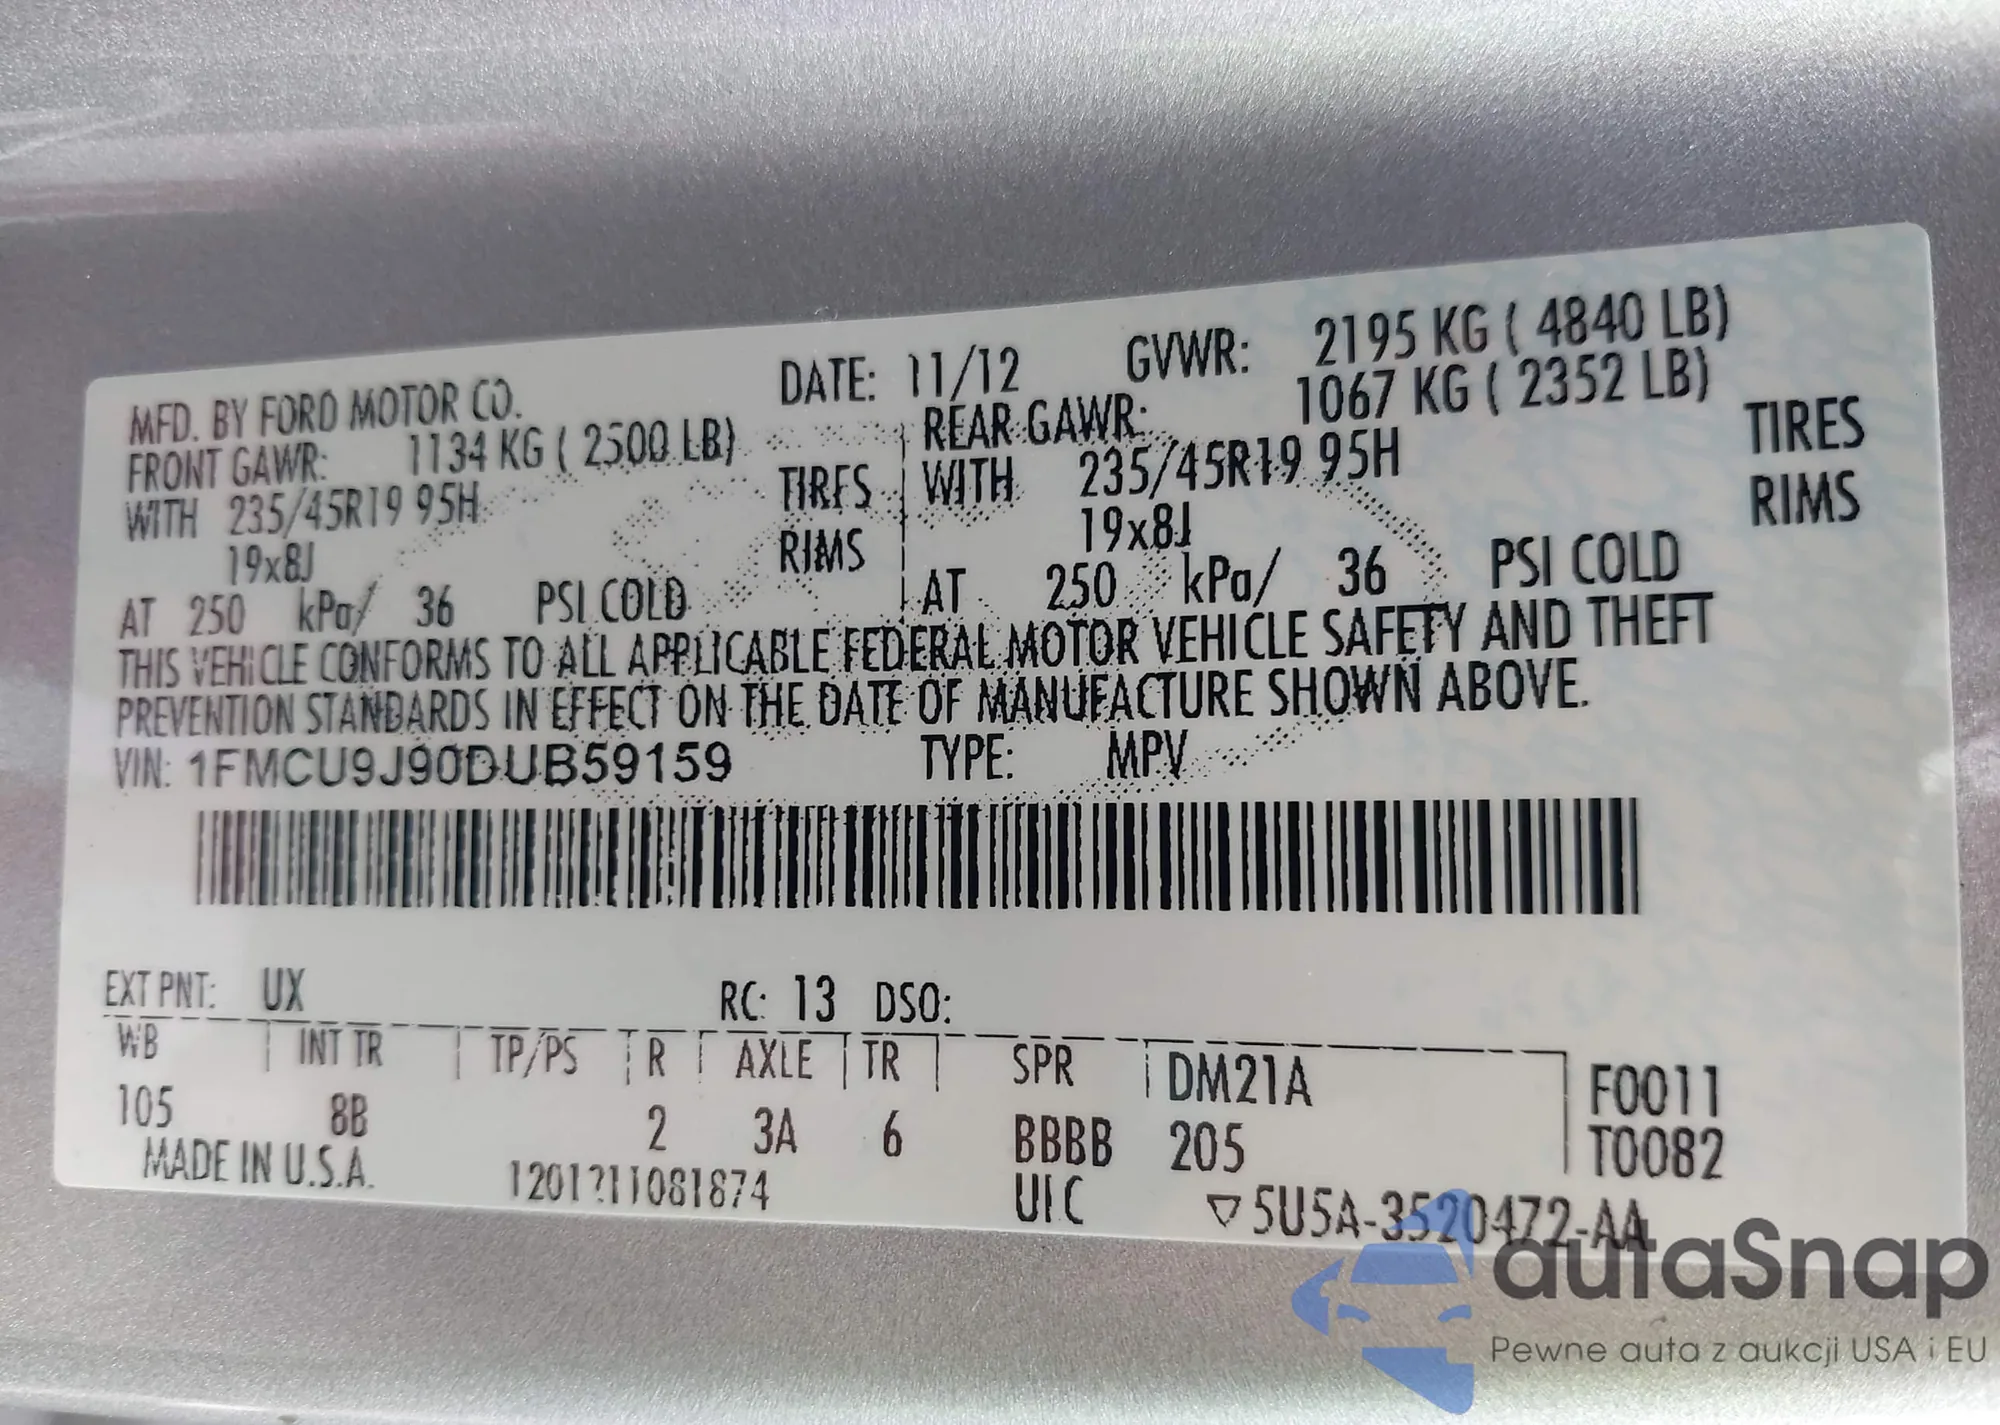 MFD. BY FORD MOTOR CO. DATE: 11/12 GVWR: 2195 KG ( 4840 LB)
FRONT GAWR: 1134 KG ( 2500 LB) REAR GAWR: 1067 KG ( 2352 LB)
WITH 235/45R19 95H TIRES WITH 235/45R19 95H TIRES
19x8J RIMS 19x8J RIMS
AT 250 kPa/ 36 PSI COLD AT 250 kPa/ 36 PSI COLD
THIS VEHICLE CONFORMS TO ALL APPLICABLE FEDERAL MOTOR VEHICLE SAFETY AND THEFT
PREVENTION STANDARDS IN EFFECT ON THE DATE OF MANUFACTURE SHOWN ABOVE.
VIN: 1FMCU9J90DUB59159 TYPE: MPV
EXT PNT: UX RC: 13 DSO:
WB INT TR TP/PS R AXLE TR SPR DM21A F0011
105 8B 2 3A 6 BBBB 205 T0082
MADE IN U.S.A. 1201211081874 UIC ▽5U5A-3520472-AA
autaSnap
Pewne auta z aukcji USA i EU